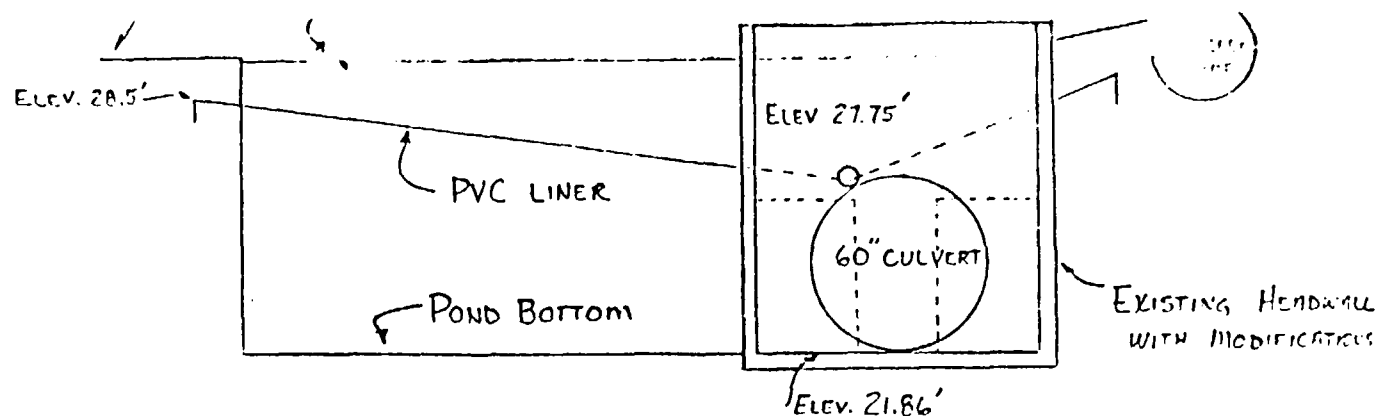 ELEV. 28.5'
ELEV 27.75'
PVC LINER
60" CULVERT
POND BOTTOM
EXISTING HEADWALL
WITH MODIFICATIONS
ELEV. 21.86'